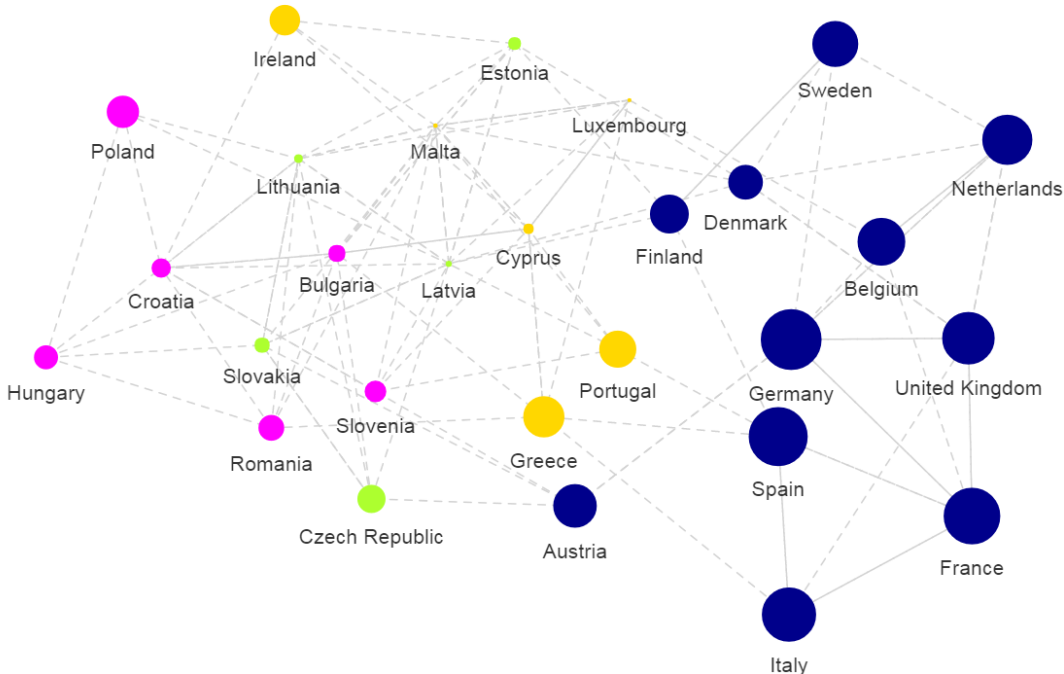 Ireland
Estonia
Sweden
Luxembourg
Poland
Malta
Lithuania
Netherlands
Denmark
Finland
Cyprus
Bulgaria
Latvia
Belgium
Croatia
Slovakia
Portugal
Hungary
Germany
United Kingdom
Slovenia
Greece
Romania
Spain
Czech Republic
Austria
France
Italy